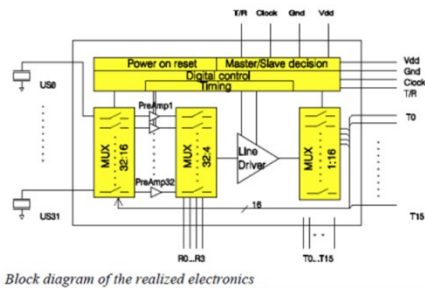 T/R Clock Gnd Vdd
Power on reset Master/Slave decision
Digital control
Timing
Vdd
Gnd
Clock
T/R
US0
PreAmp1
T0
MUX 32:16
MUX 32:4
Line Driver
MUX 1:16
PreAmp32
US31
16
T15
R0...R3
T0...T15
Block diagram of the realized electronics